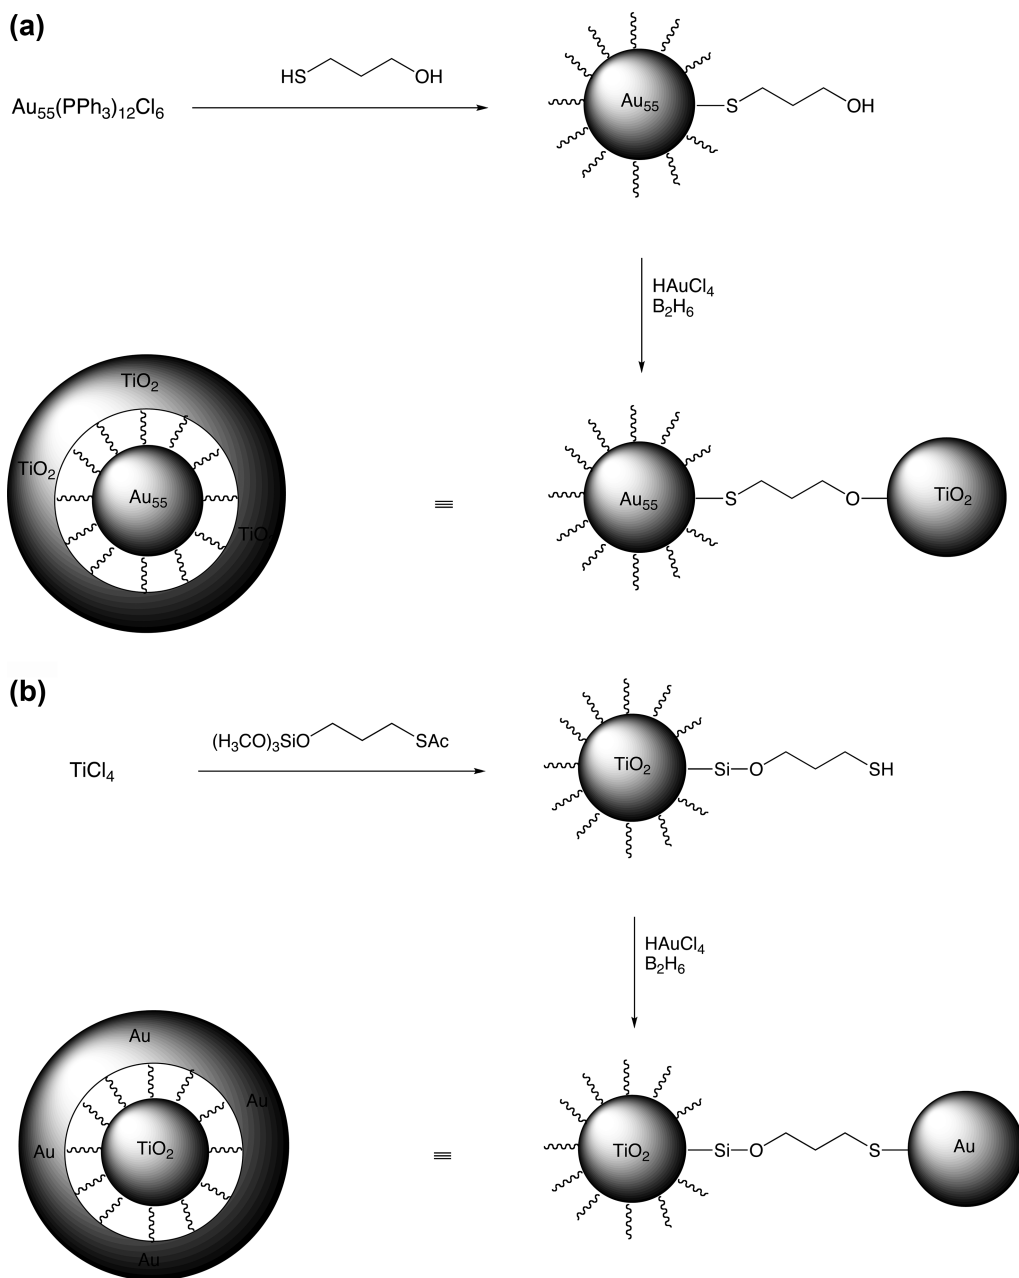 (a)
HS OH
Au₅₅(PPh₃)₁₂Cl₆
Au₅₅ S OH
HAuCl₄
B₂H₆
TiO₂
TiO₂
Au₅₅
TiO
≡
Au₅₅ S O TiO₂
(b)
(H₃CO)₃SiO SAc
TiCl₄
TiO₂ Si O SH
HAuCl₄
B₂H₆
Au
Au
Au
TiO₂
Au
≡
TiO₂ Si O S Au